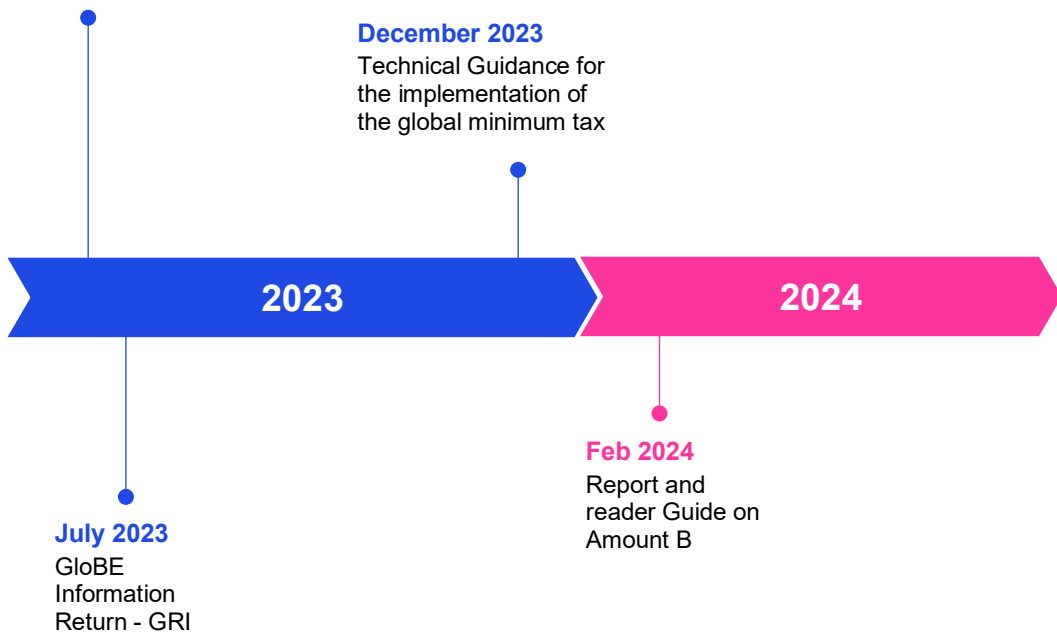 December 2023
Technical Guidance for
the implementation of
the global minimum tax
2023
2024
Feb 2024
Report and
reader Guide on
Amount B
July 2023
GloBE
Information
Return - GRI